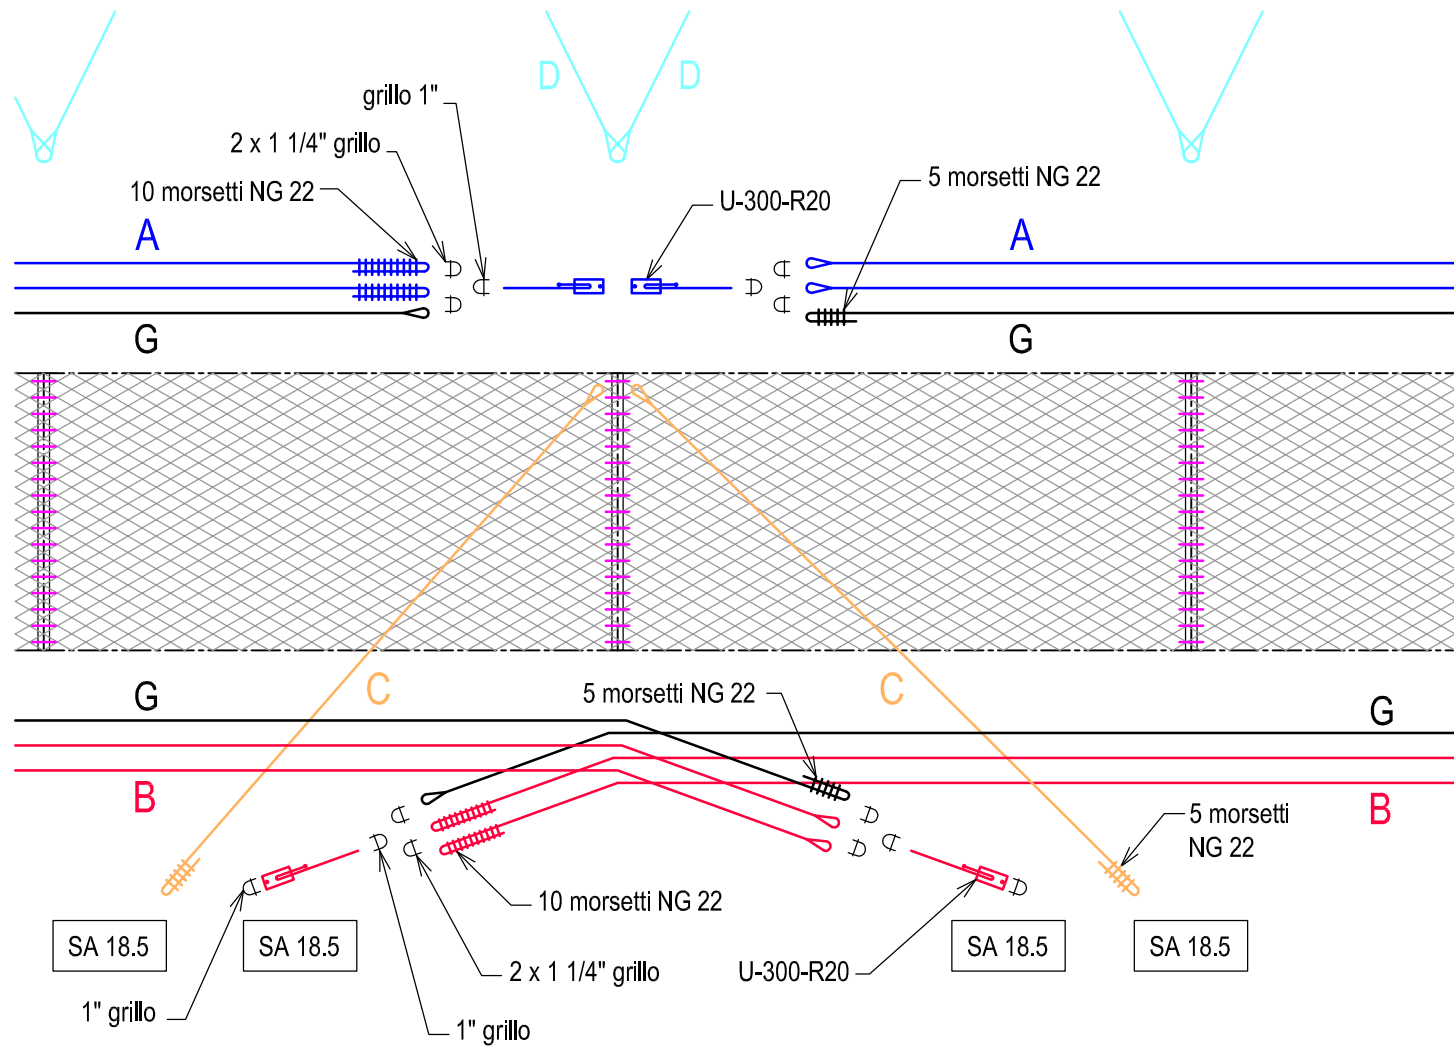 D D
grillo 1"
2 x 1 1/4" grillo
10 morsetti NG 22
5 morsetti NG 22
U-300-R20
A A
G G
C C
5 morsetti NG 22
G G
B B
5 morsetti
NG 22
10 morsetti NG 22
SA 18.5 SA 18.5 SA 18.5 SA 18.5
2 x 1 1/4" grillo
U-300-R20
1" grillo
1" grillo